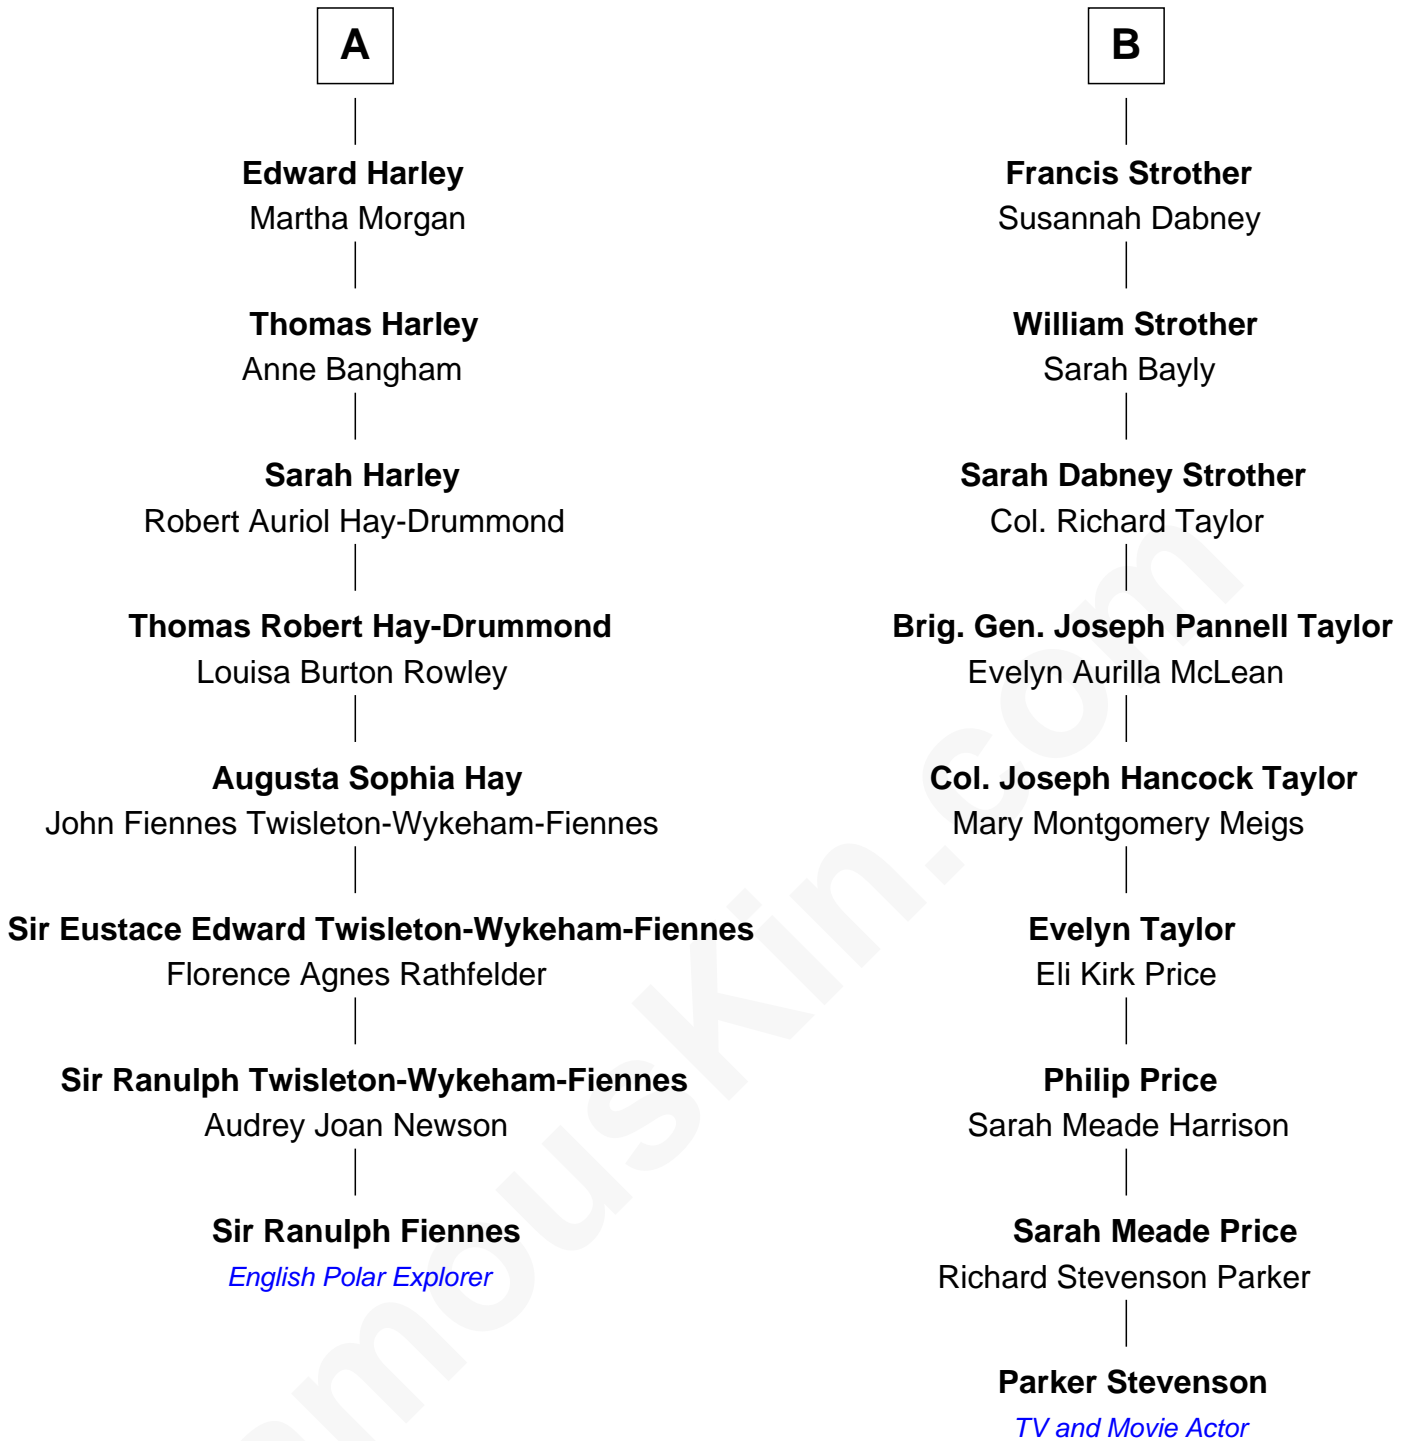 A
Edward Harley
Martha Morgan
Thomas Harley
Anne Bangham
Sarah Harley
Robert Auriol Hay-Drummond
Thomas Robert Hay-Drummond
Louisa Burton Rowley
Augusta Sophia Hay
John Fiennes Twisleton-Wykeham-Fiennes
Sir Eustace Edward Twisleton-Wykeham-Fiennes
Florence Agnes Rathfelder
Sir Ranulph Twisleton-Wykeham-Fiennes
Audrey Joan Newson
Sir Ranulph Fiennes
English Polar Explorer
B
Francis Strother
Susannah Dabney
William Strother
Sarah Bayly
Sarah Dabney Strother
Col. Richard Taylor
Brig. Gen. Joseph Pannell Taylor
Evelyn Aurilla McLean
Col. Joseph Hancock Taylor
Mary Montgomery Meigs
Evelyn Taylor
Eli Kirk Price
Philip Price
Sarah Meade Harrison
Sarah Meade Price
Richard Stevenson Parker
Parker Stevenson
TV and Movie Actor
amouskin.com